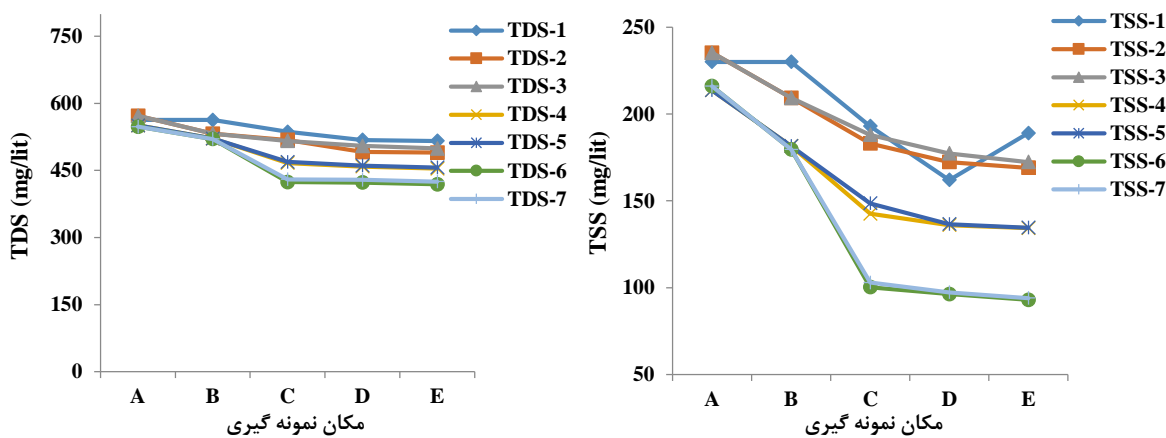 TDS (mg/lit)
750
600
450
300
150
0
A B C D E
مکان نمونه گیری
TDS-1
TDS-2
TDS-3
TDS-4
TDS-5
TDS-6
TDS-7
TSS (mg/lit)
250
200
150
100
50
A B C D E
مکان نمونه گیری
TSS-1
TSS-2
TSS-3
TSS-4
TSS-5
TSS-6
TSS-7